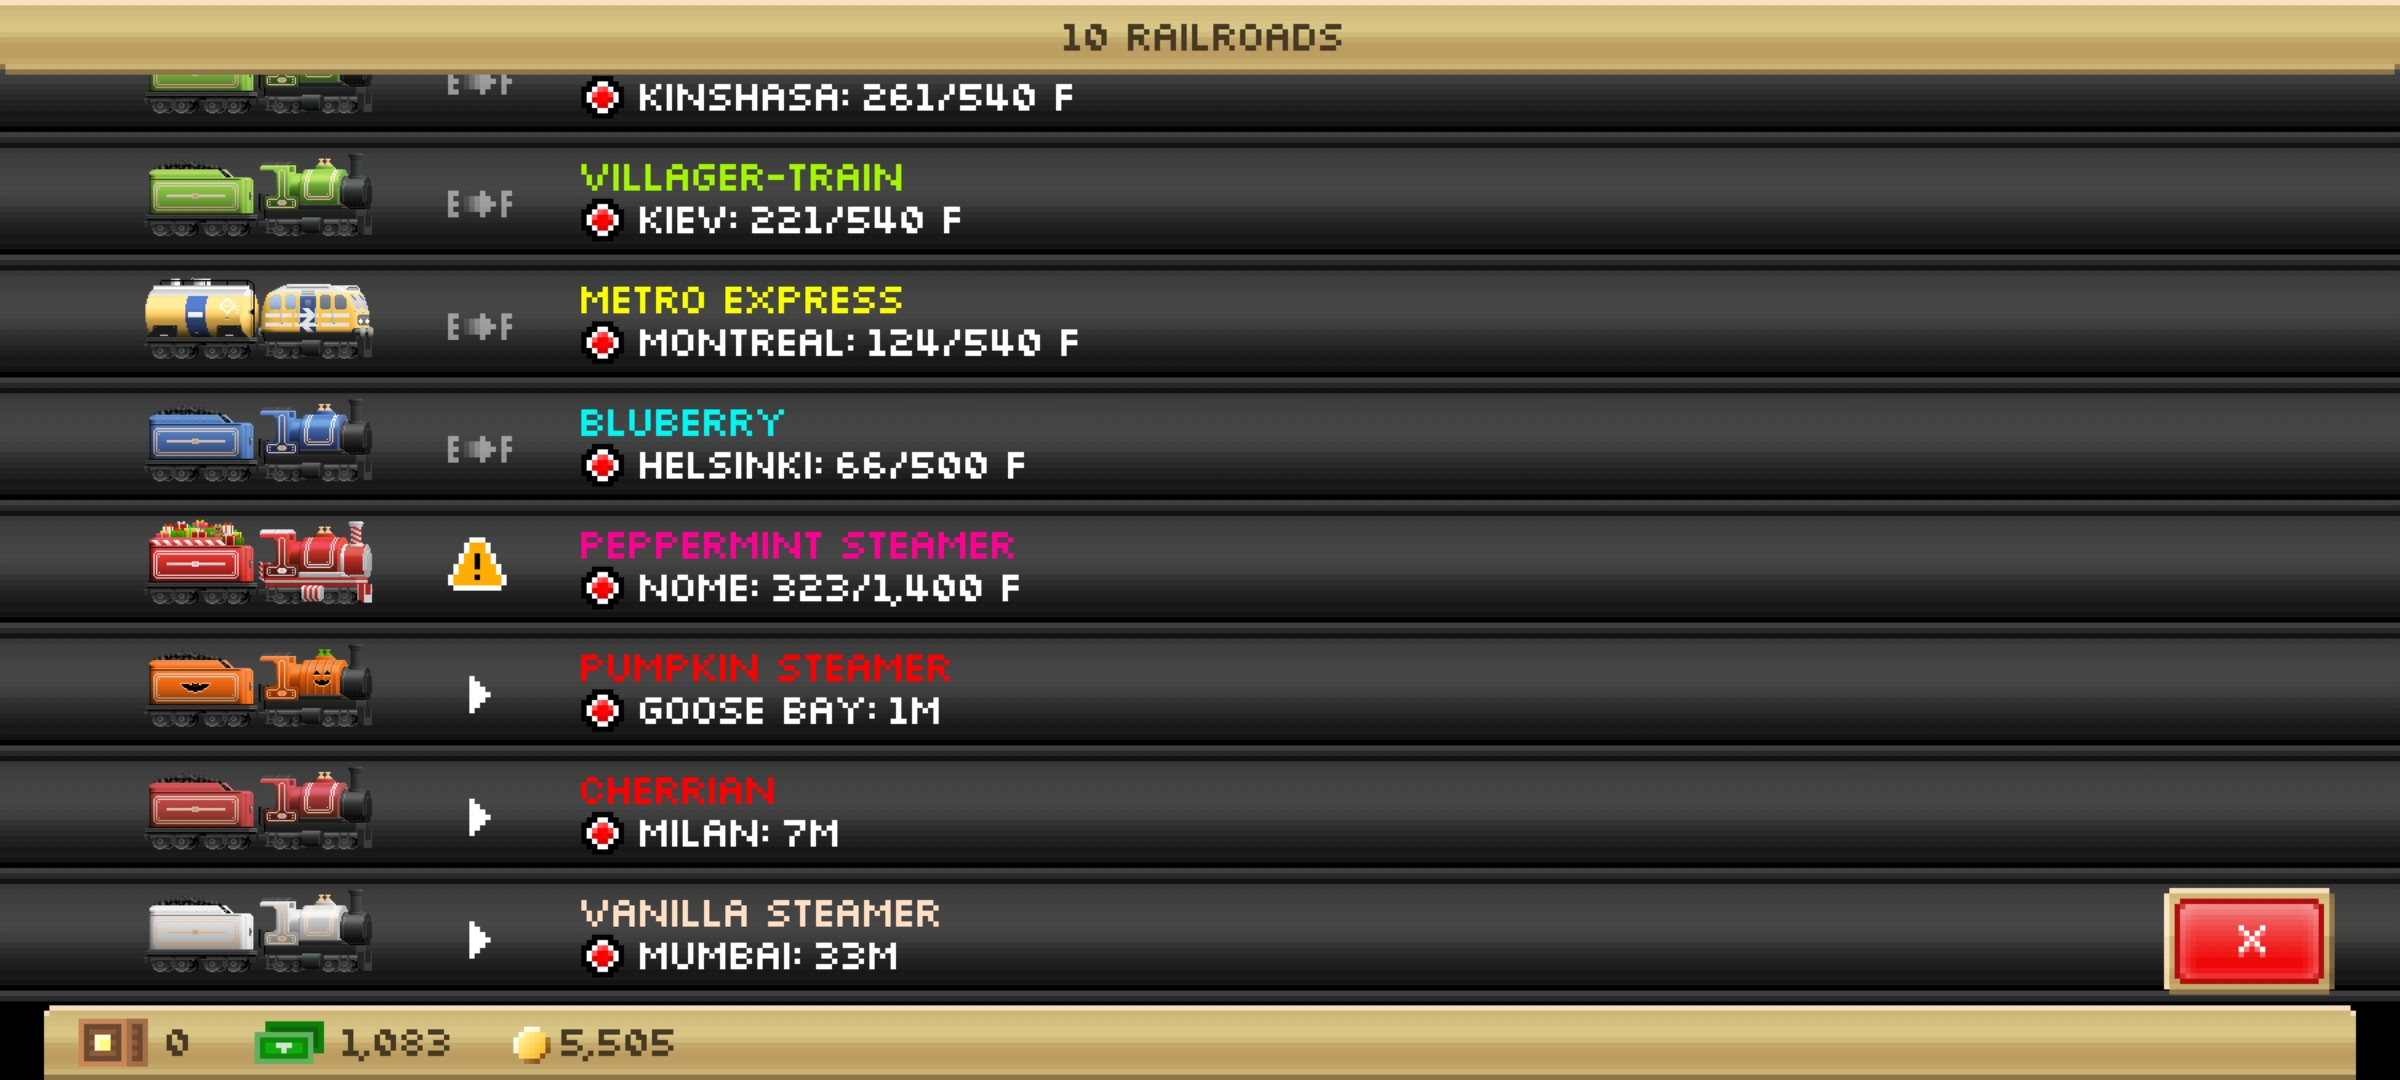 10 RAILROADS
E F
KINSHASA: 261/540 F
VILLAGER-TRAIN
E F
KIEV: 221/540 F
METRO EXPRESS
E F
MONTREAL: 124/540 F
BLUBERRY
E F
HELSINKI: 66/500 F
PEPPERMINT STEAMER
!
NOME: 323/1,400 F
PUMPKIN STEAMER
GOOSE BAY: 1M
CHERRIAN
MILAN: 7M
VANILLA STEAMER
MUMBAI: 33M
X
0 1,083 5,505